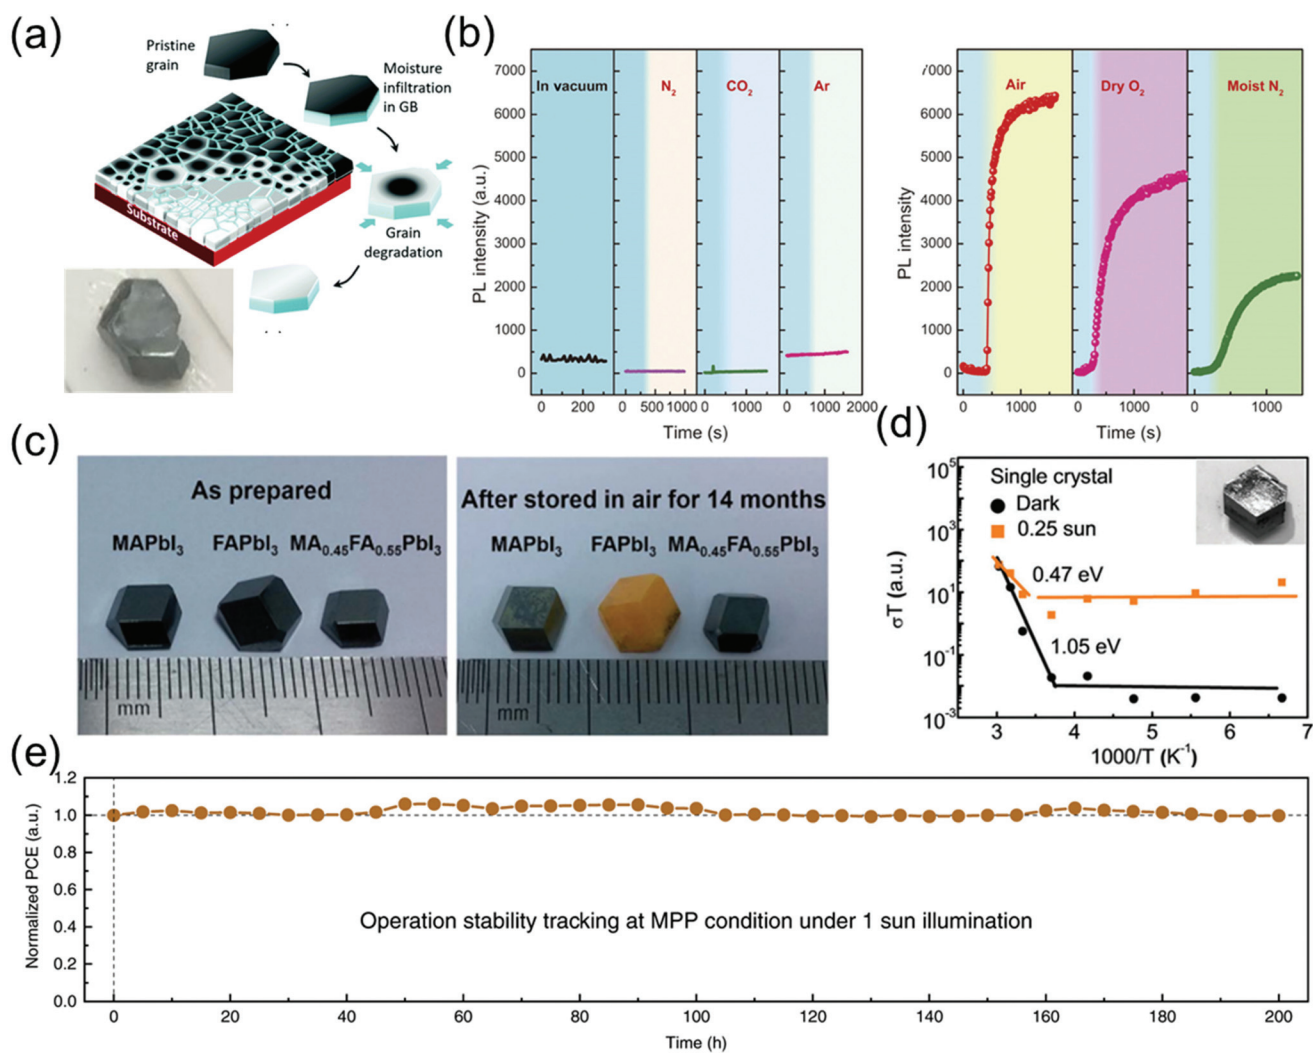 (a)
Pristine
grain
Moisture
infiltration
in GB
Grain
degradation
Substrate
(b)
PL intensity (a.u.)
7000
6000
5000
4000
3000
2000
1000
0
In vacuum
N₂
CO₂
Ar
0 200 0 500 1000 0 1000 0 1000 2000
Time (s)
PL intensity
7000
6000
5000
4000
3000
2000
1000
0
Air
Dry O₂
Moist N₂
0 1000 0 1000 0 1000
Time (s)
(c)
As prepared
MAPbI₃ FAPbI₃ MA₀.₄₅FA₀.₅₅PbI₃
mm
After stored in air for 14 months
MAPbI₃ FAPbI₃ MA₀.₄₅FA₀.₅₅PbI₃
mm
(d)
σT (a.u.)
10⁵
10³
10¹
10⁻¹
10⁻³
Single crystal
Dark
0.25 sun
0.47 eV
1.05 eV
3 4 5 6 7
1000/T (K⁻¹)
(e)
Normalized PCE (a.u.)
1.2
1.0
0.8
0.6
0.4
0.2
0.0
Operation stability tracking at MPP condition under 1 sun illumination
0 20 40 60 80 100 120 140 160 180 200
Time (h)